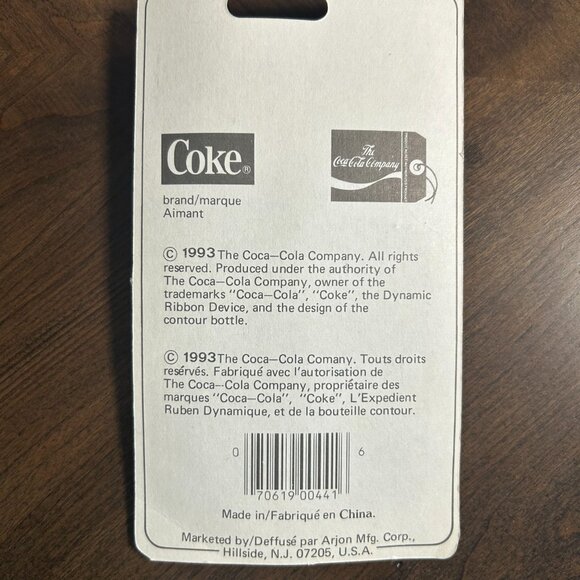 Coke®
The
Coca-Cola Company
brand/marque
Aimant
© 1993 The Coca-Cola Company. All rights
reserved. Produced under the authority of
The Coca-Cola Company, owner of the
trademarks "Coca-Cola", "Coke", the Dynamic
Ribbon Device, and the design of the
contour bottle.
© 1993 The Coca-Cola Comany. Touts droits
resérvés. Fabriqué avec l'autorisation de
The Coca-Cola Company, propriétaire des
marques "Coca-Cola", "Coke", L'Expedient
Ruben Dynamique, et de la bouteille contour.
0 70619 00441 6
Made in/Fabriqué en China.
Marketed by/Deffusé par Arjon Mfg. Corp.,
Hillside, N.J. 07205, U.S.A.